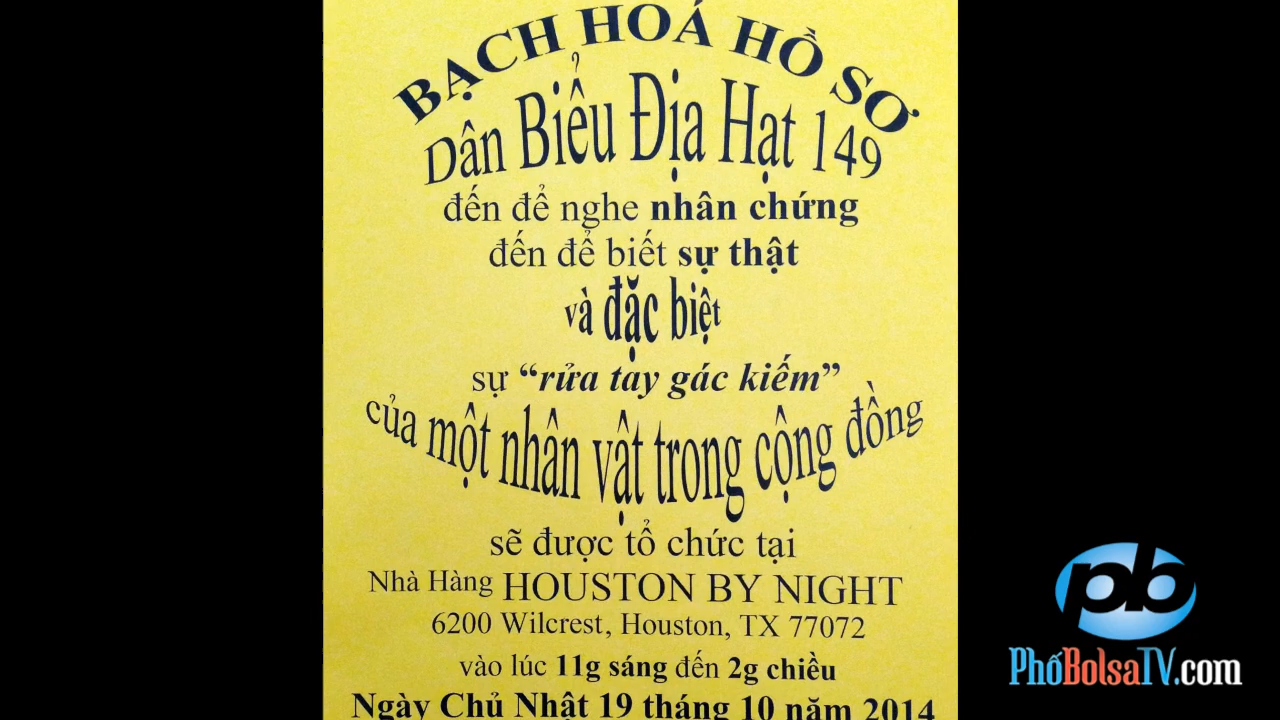 BẠCH HOÁ HỒ SƠ
Dân Biểu Địa Hạt 149
đến để nghe nhân chứng
đến để biết sự thật
và đặc biệt
sự “rửa tay gác kiếm”
của một nhân vật trong cộng đồng
sẽ được tổ chức tại
Nhà Hàng HOUSTON BY NIGHT
6200 Wilcrest, Houston, TX 77072
vào lúc 11g sáng đến 2g chiều
Ngày Chủ Nhật 19 tháng 10 năm 2014
pb
PhốBolsaTV.com